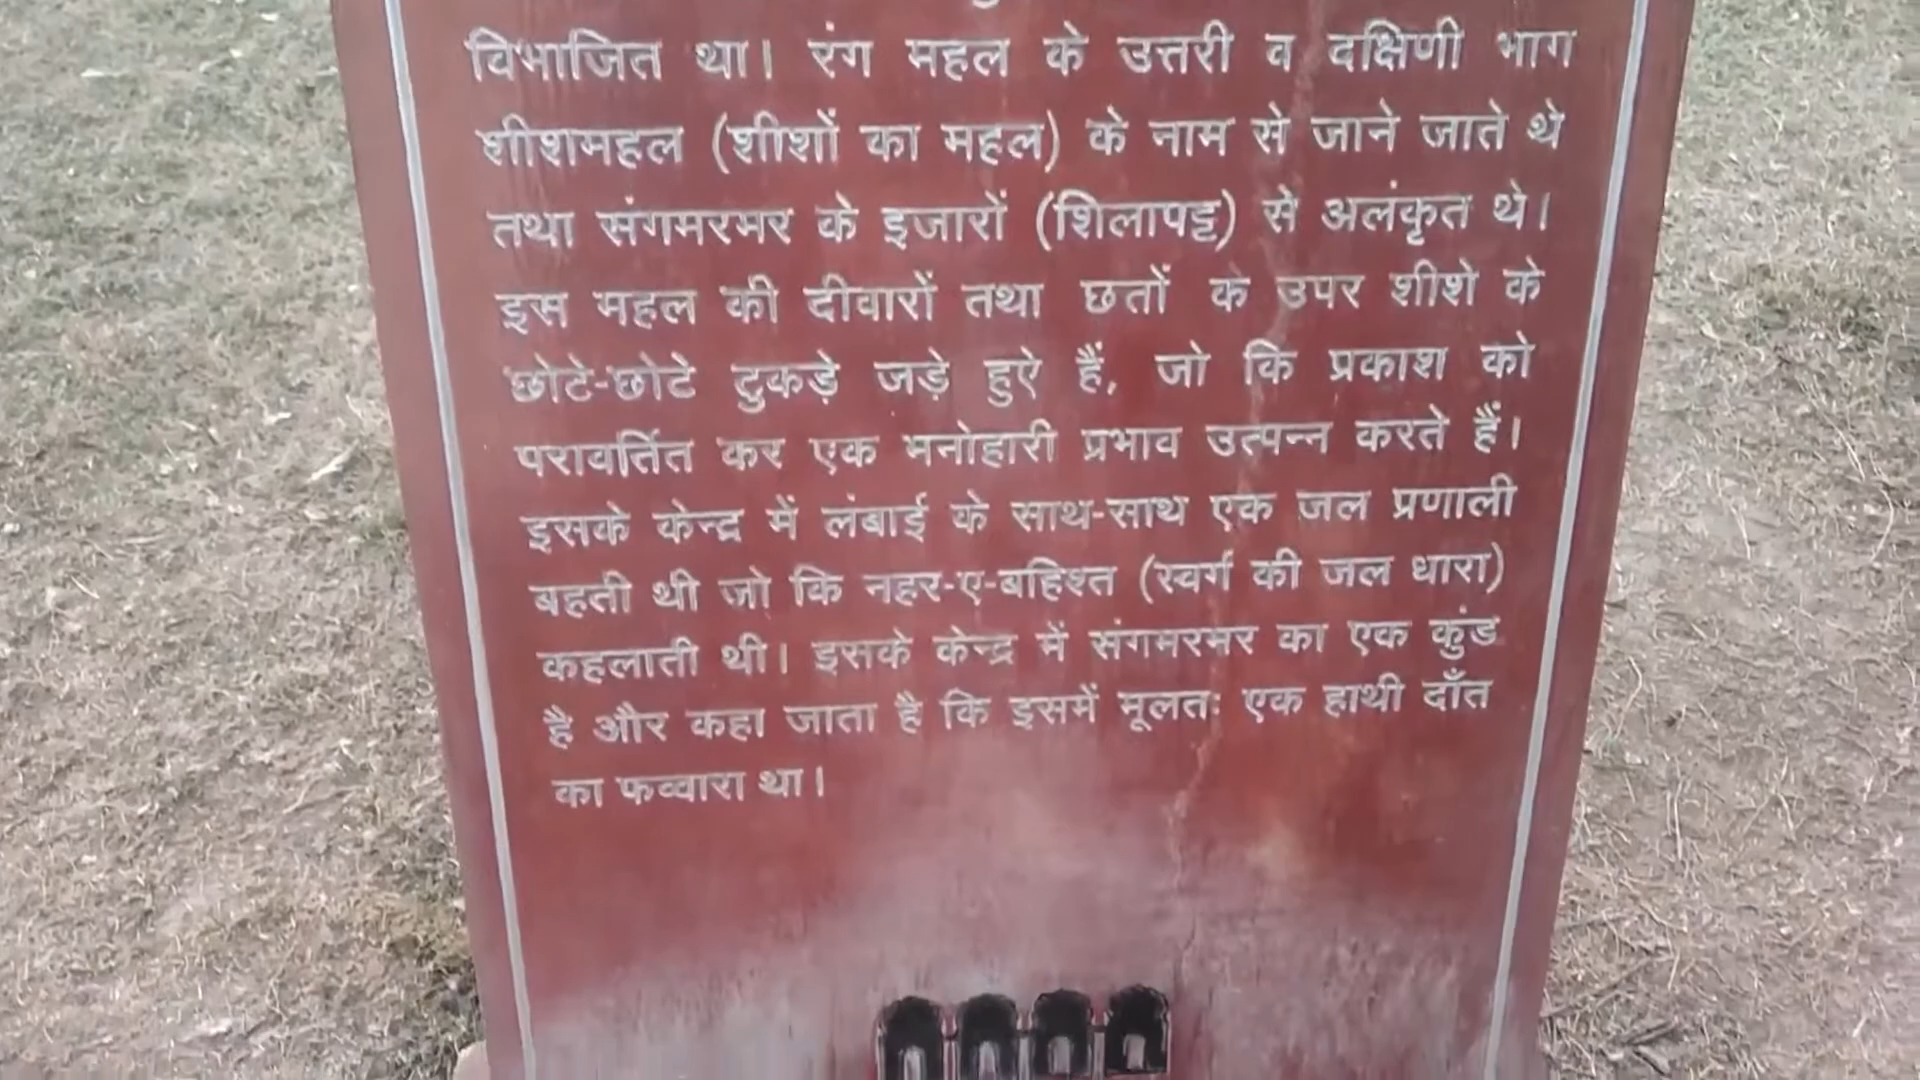 विभाजित था। रंग महल के उत्तरी व दक्षिणी भाग
शीशमहल (शीशों का महल) के नाम से जाने जाते थे
तथा संगमरमर के इजारों (शिलापट्ट) से अलंकृत थे।
इस महल की दीवारों तथा छतों के उपर शीशे के
छोटे-छोटे टुकड़े जड़े हुऐ हैं, जो कि प्रकाश को
परावर्तित कर एक मनोहारी प्रभाव उत्पन्न करते हैं।
इसके केन्द्र में लंबाई के साथ-साथ एक जल प्रणाली
बहती थी जो कि नहर-ए-बहिश्त (स्वर्ग की जल धारा)
कहलाती थी। इसके केन्द्र में संगमरमर का एक कुंड
है और कहा जाता है कि इसमें मूलतः एक हाथी दाँत
का फव्वारा था।